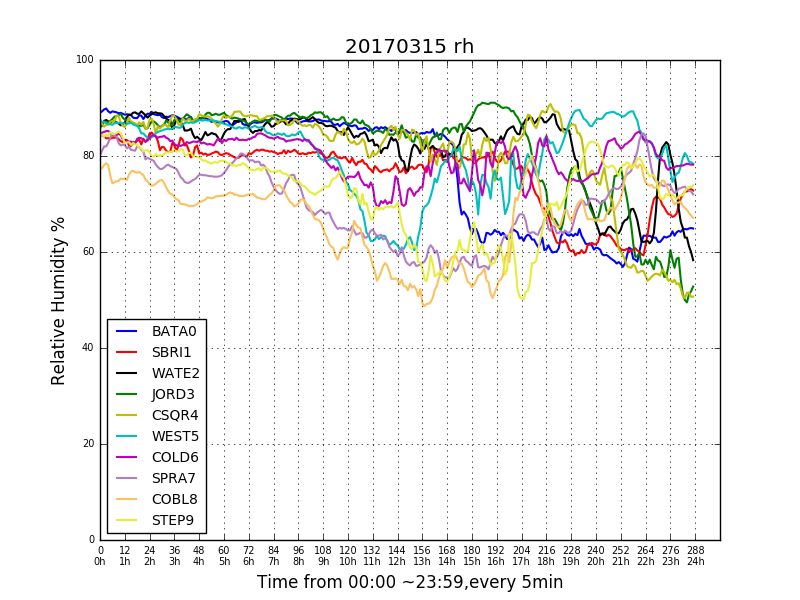 20170315 rh
100
80
60
40
20
0
Relative Humidity %
BATA0
SBRI1
WATE2
JORD3
CSQR4
WEST5
COLD6
SPRA7
COBL8
STEP9
0 12 24 36 48 60 72 84 96 108 120 132 144 156 168 180 192 204 216 228 240 252 264 276 288
0h 1h 2h 3h 4h 5h 6h 7h 8h 9h 10h 11h 12h 13h 14h 15h 16h 17h 18h 19h 20h 21h 22h 23h 24h
Time from 00:00 ~23:59,every 5min